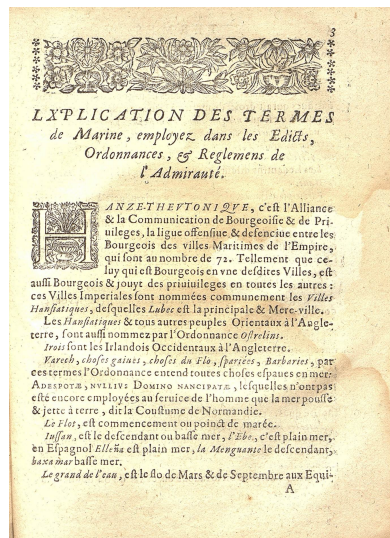 3
EXPLICATION DES TERMES
de Marine, employez dans les Edicts,
Ordonnances, & Reglemens de
l'Admirauté.
HANZE-THEVTONIQVE, c'est l'Alliance
& la Communication de Bourgeoisie & de Pri-
uileges, la ligue offensiue & defenciue entre les
Bourgeois des villes Maritimes de l'Empire,
qui sont au nombre de 72. Tellement que ce-
luy qui est Bourgeois en vne desdites Villes, est
aussi Bourgeois & jouyt des priuiuileges en toutes les autres:
ces Villes Imperiales sont nommées communement les Villes
Hansiatiques, desquelles Lubec est la principale & Mere-ville.
Les Hansiatiques & tous autres peuples Orientaux à l'Angle-
terre, sont aussi nommez par l'Ordonnance Ostrelins.
Irois sont les Irlandois Occidentaux à l'Angleterre.
Varech, choses gaiues, choses du Flo, sparsées, Barbaries, par
ces termes l'Ordonnance entend toutes choses espaues en mer:
ADESPOTÆ, NVLLIVS DOMINO NANCIPATÆ, lesquelles n'ont pas
esté encore employées au seruice de l'homme que la mer pousse
& jette à terre, dit la Coustume de Normandie.
Le Flot, est commencement ou poinct de marée.
Iussan, est le descendant ou basse mer, l'Ebe, c'est plain mer,
en Espagnol Elleña est plain mer, la Menguante le descendant,
baxa mar basse mer.
Le grand de l'eau, est le flo de Mars & de Septembre aux Equi-
A